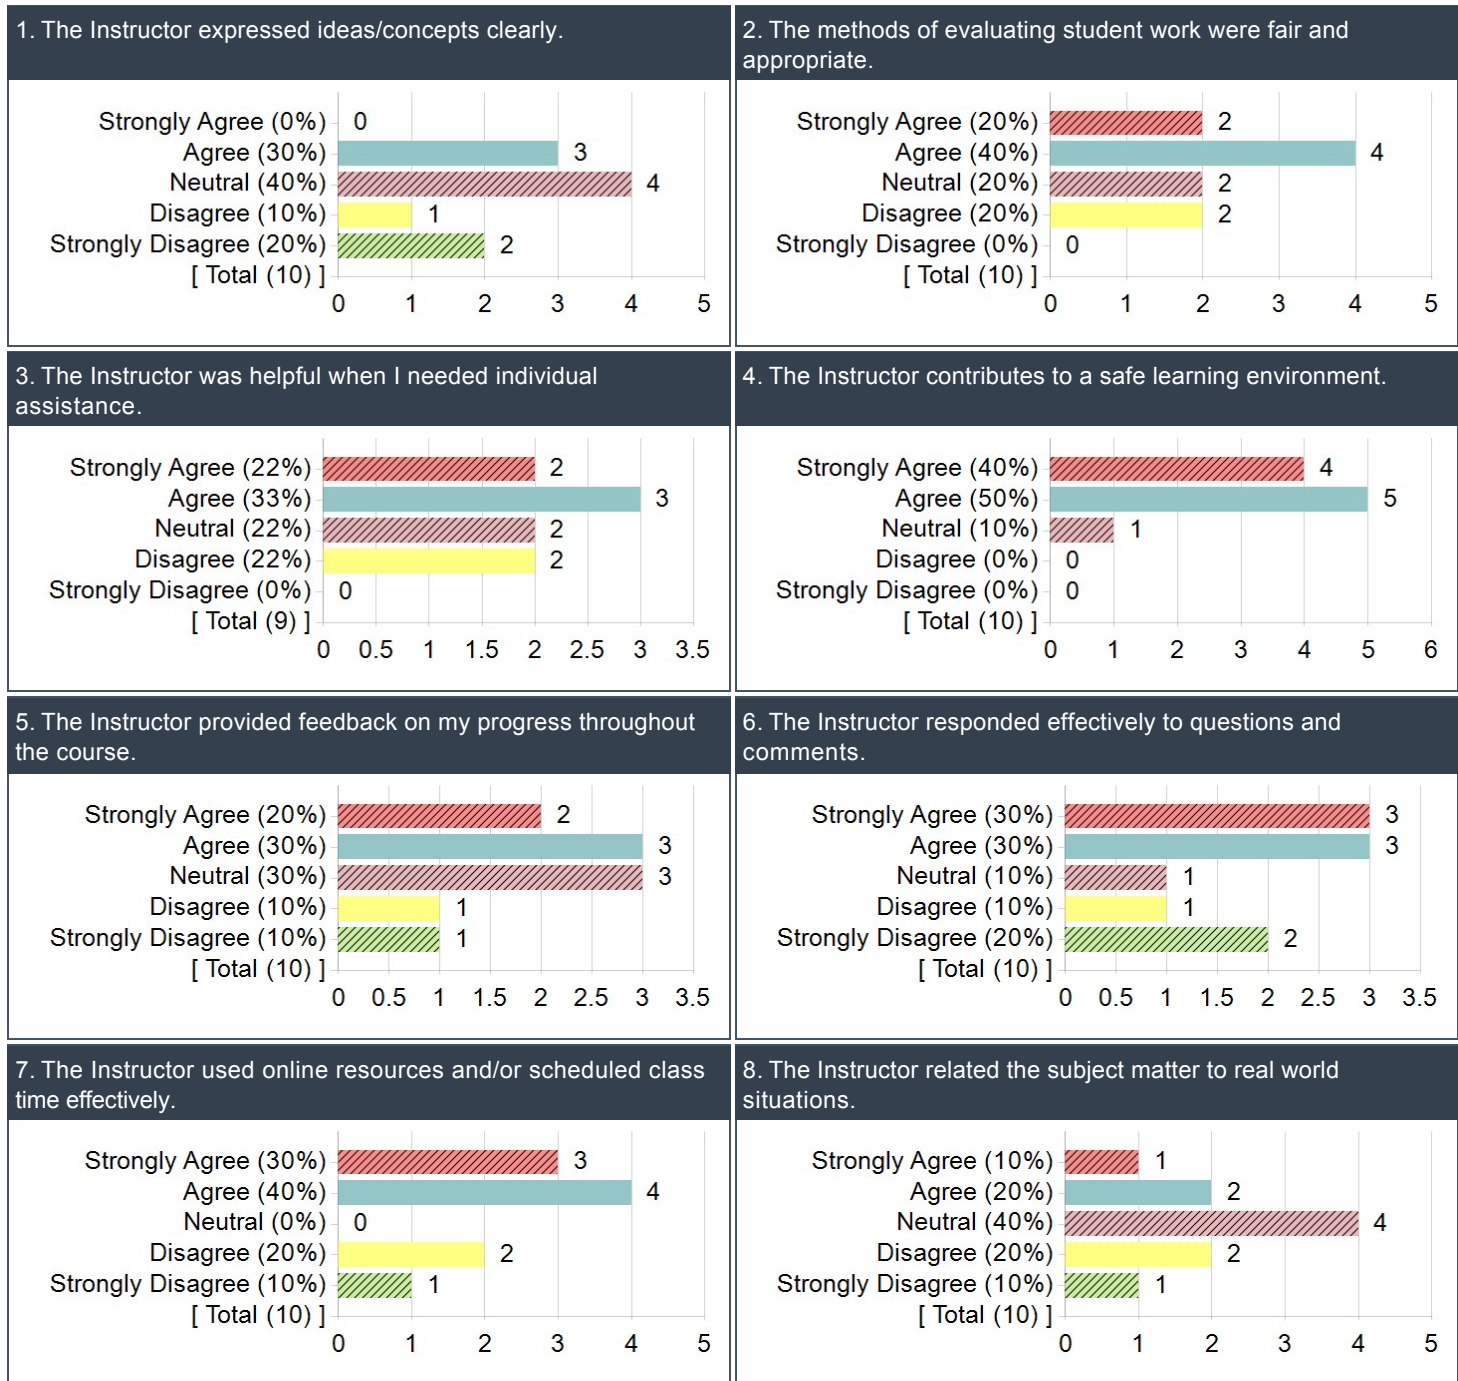 1. The Instructor expressed ideas/concepts clearly.
Strongly Agree (0%) 0
Agree (30%) 3
Neutral (40%) 4
Disagree (10%) 1
Strongly Disagree (20%) 2
[ Total (10) ]
0 1 2 3 4 5
2. The methods of evaluating student work were fair and
appropriate.
Strongly Agree (20%) 2
Agree (40%) 4
Neutral (20%) 2
Disagree (20%) 2
Strongly Disagree (0%) 0
[ Total (10) ]
0 1 2 3 4 5
3. The Instructor was helpful when I needed individual
assistance.
Strongly Agree (22%) 2
Agree (33%) 3
Neutral (22%) 2
Disagree (22%) 2
Strongly Disagree (0%) 0
[ Total (9) ]
0 0.5 1 1.5 2 2.5 3 3.5
4. The Instructor contributes to a safe learning environment.
Strongly Agree (40%) 4
Agree (50%) 5
Neutral (10%) 1
Disagree (0%) 0
Strongly Disagree (0%) 0
[ Total (10) ]
0 1 2 3 4 5 6
5. The Instructor provided feedback on my progress throughout
the course.
Strongly Agree (20%) 2
Agree (30%) 3
Neutral (30%) 3
Disagree (10%) 1
Strongly Disagree (10%) 1
[ Total (10) ]
0 0.5 1 1.5 2 2.5 3 3.5
6. The Instructor responded effectively to questions and
comments.
Strongly Agree (30%) 3
Agree (30%) 3
Neutral (10%) 1
Disagree (10%) 1
Strongly Disagree (20%) 2
[ Total (10) ]
0 0.5 1 1.5 2 2.5 3 3.5
7. The Instructor used online resources and/or scheduled class
time effectively.
Strongly Agree (30%) 3
Agree (40%) 4
Neutral (0%) 0
Disagree (20%) 2
Strongly Disagree (10%) 1
[ Total (10) ]
0 1 2 3 4 5
8. The Instructor related the subject matter to real world
situations.
Strongly Agree (10%) 1
Agree (20%) 2
Neutral (40%) 4
Disagree (20%) 2
Strongly Disagree (10%) 1
[ Total (10) ]
0 1 2 3 4 5